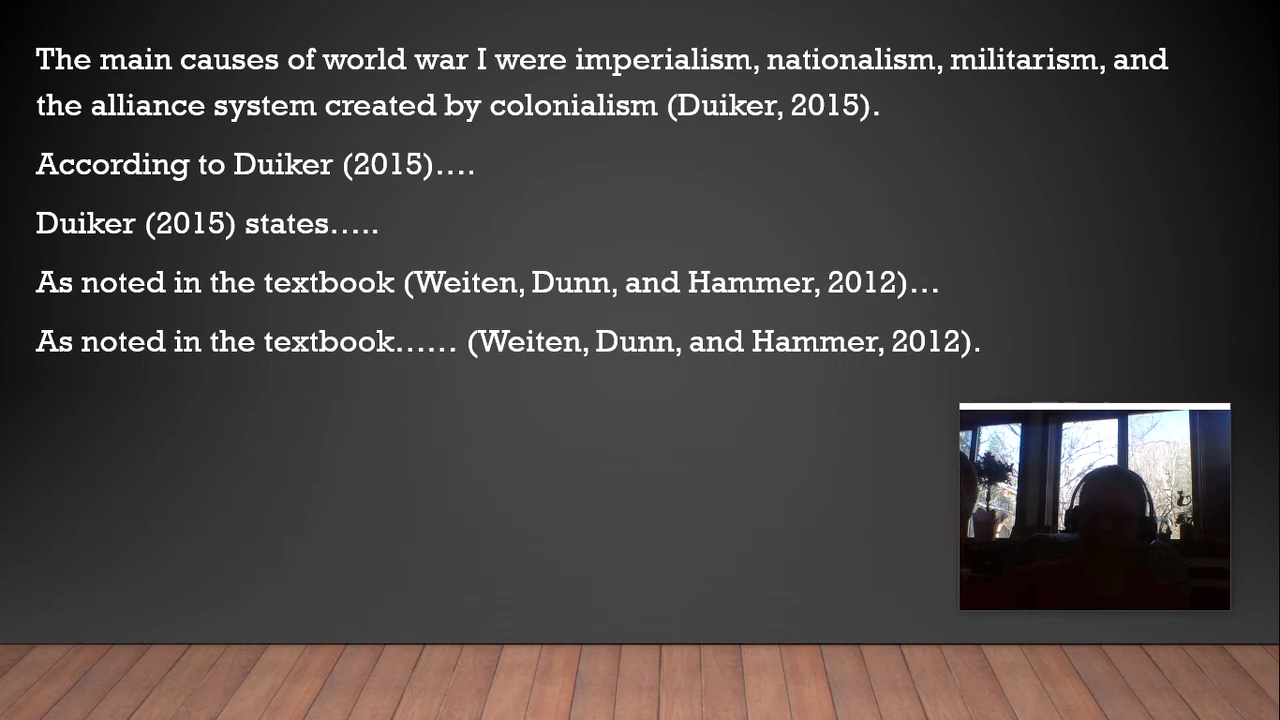 The main causes of world war I were imperialism, nationalism, militarism, and
the alliance system created by colonialism (Duiker, 2015).
According to Duiker (2015)....
Duiker (2015) states.....
As noted in the textbook (Weiten, Dunn, and Hammer, 2012)...
As noted in the textbook...... (Weiten, Dunn, and Hammer, 2012).